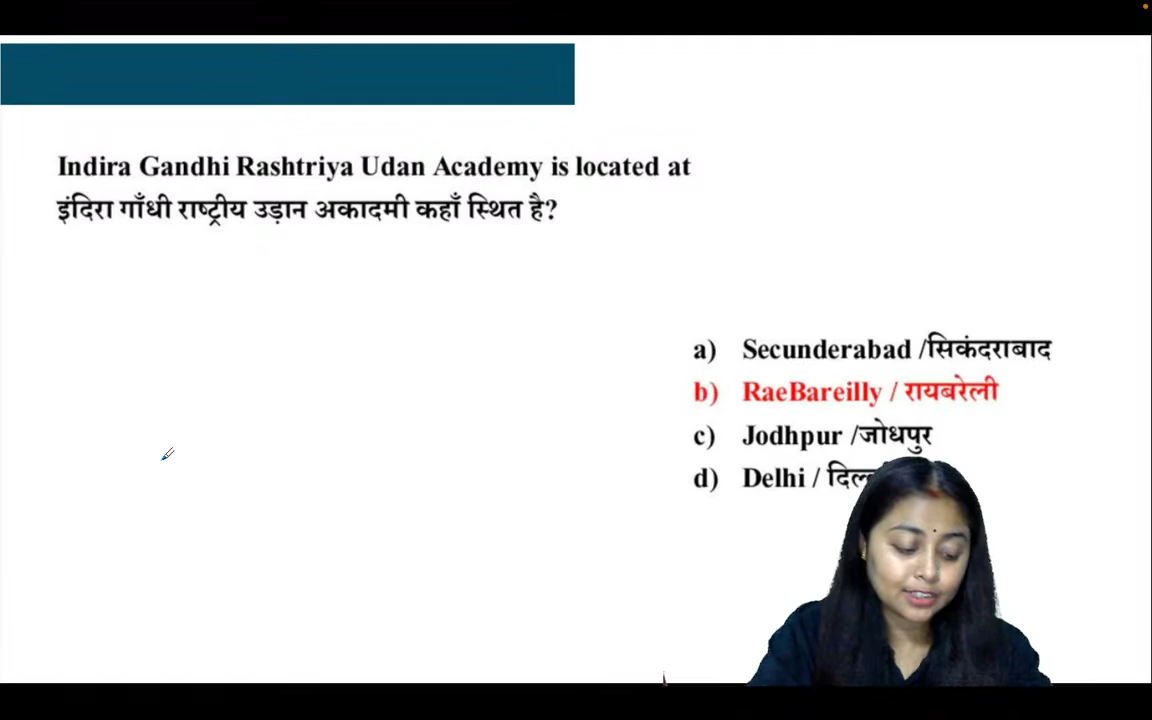 Indira Gandhi Rashtriya Udan Academy is located at
इंदिरा गाँधी राष्ट्रीय उड़ान अकादमी कहाँ स्थित है?
a) Secunderabad /सिकंदराबाद
b) RaeBareilly / रायबरेली
c) Jodhpur /जोधपुर
d) Delhi /